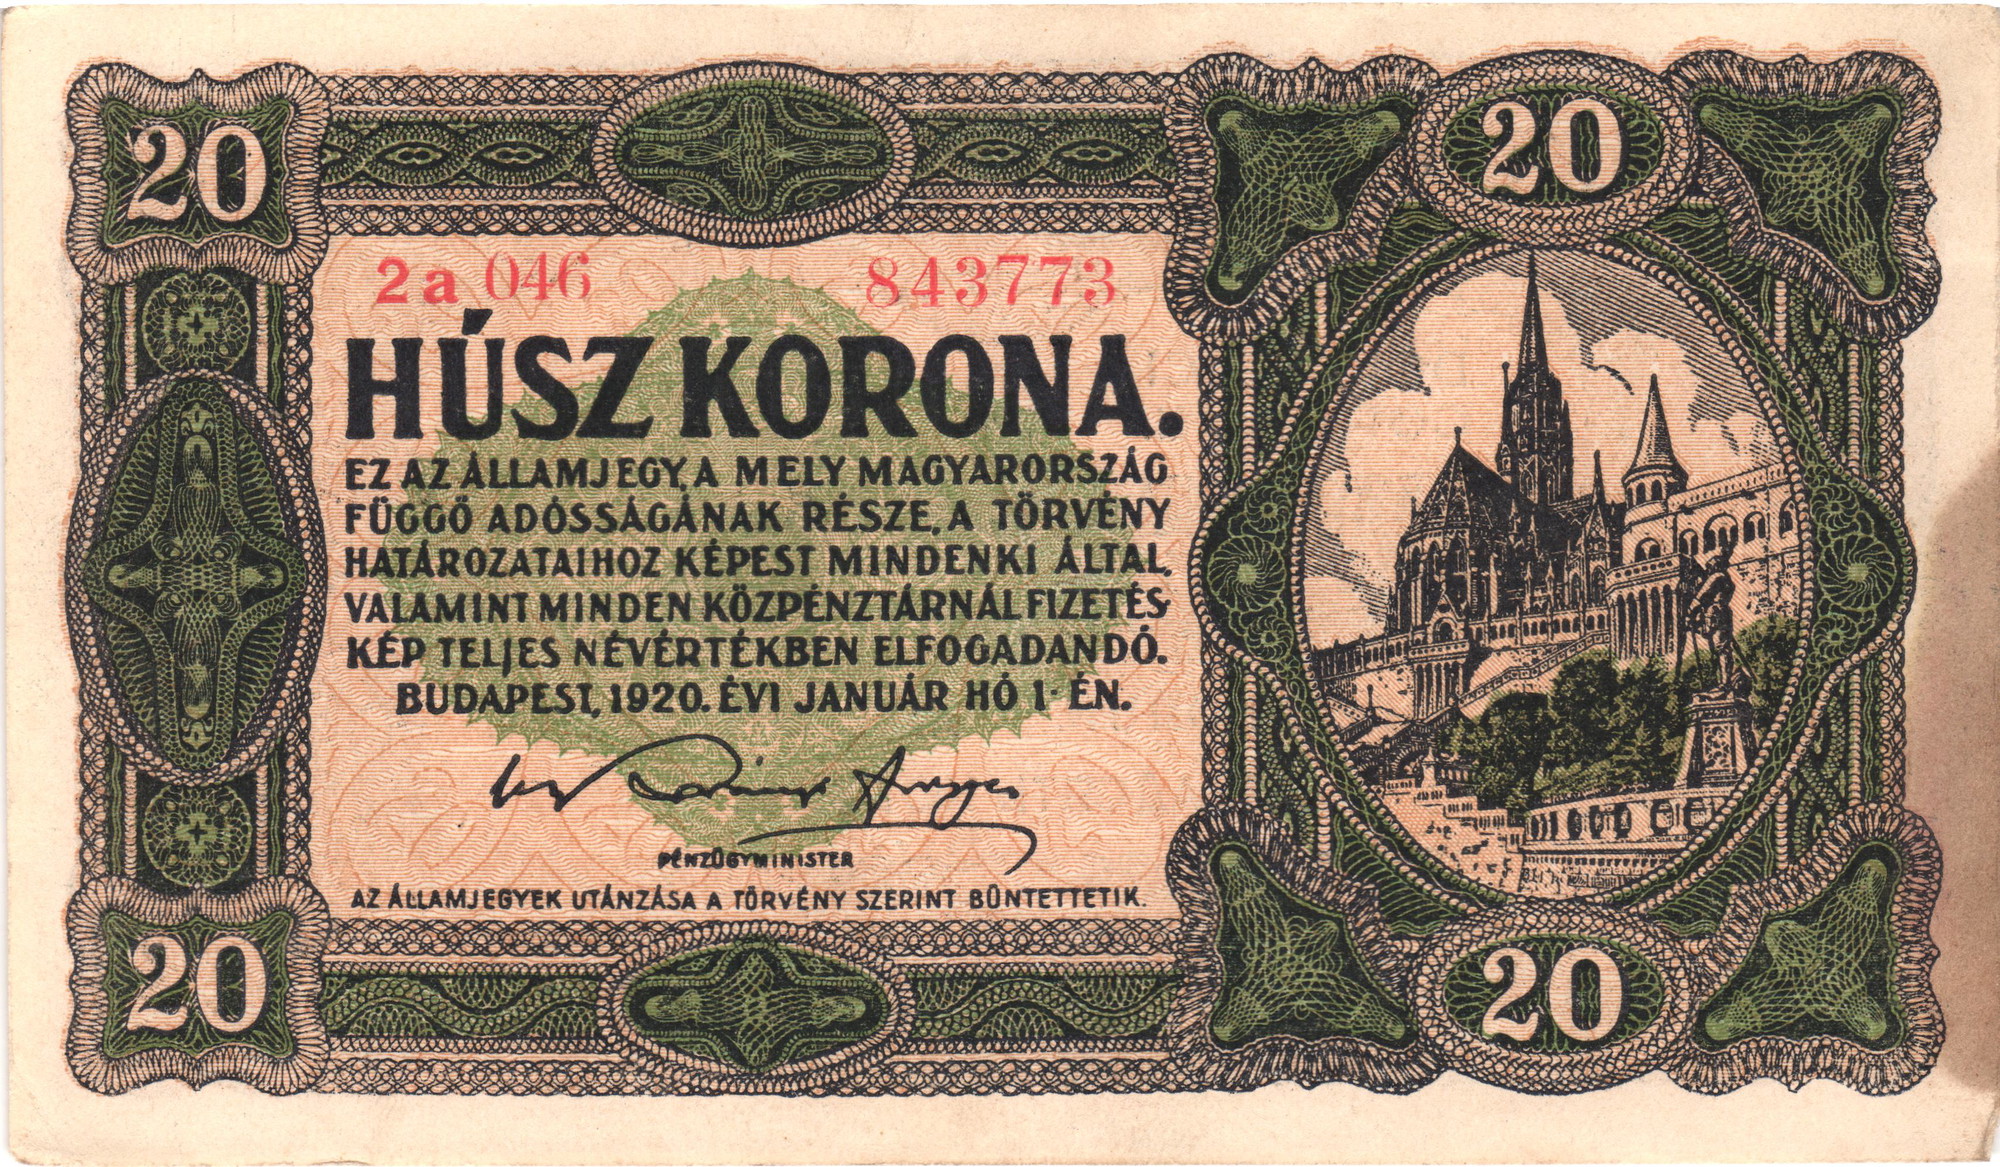 20
20
2a 046 843773
HÚSZ KORONA.
EZ AZ ÁLLAMJEGY, A MELY MAGYARORSZÁG
FÜGGŐ ADÓSSÁGÁNAK RÉSZE, A TÖRVÉNY
HATÁROZATAIHOZ KÉPEST MINDENKI ÁLTAL,
VALAMINT MINDEN KÖZPÉNZTÁRNÁL FIZETÉS-
KÉP TELJES NÉVÉRTÉKBEN ELFOGADANDÓ.
BUDAPEST, 1920. ÉVI JANUÁR HÓ 1-ÉN.
PÉNZÜGYMINISTER
AZ ÁLLAMJEGYEK UTÁNZÁSA A TÖRVÉNY SZERINT BÜNTETTETIK.
20
20